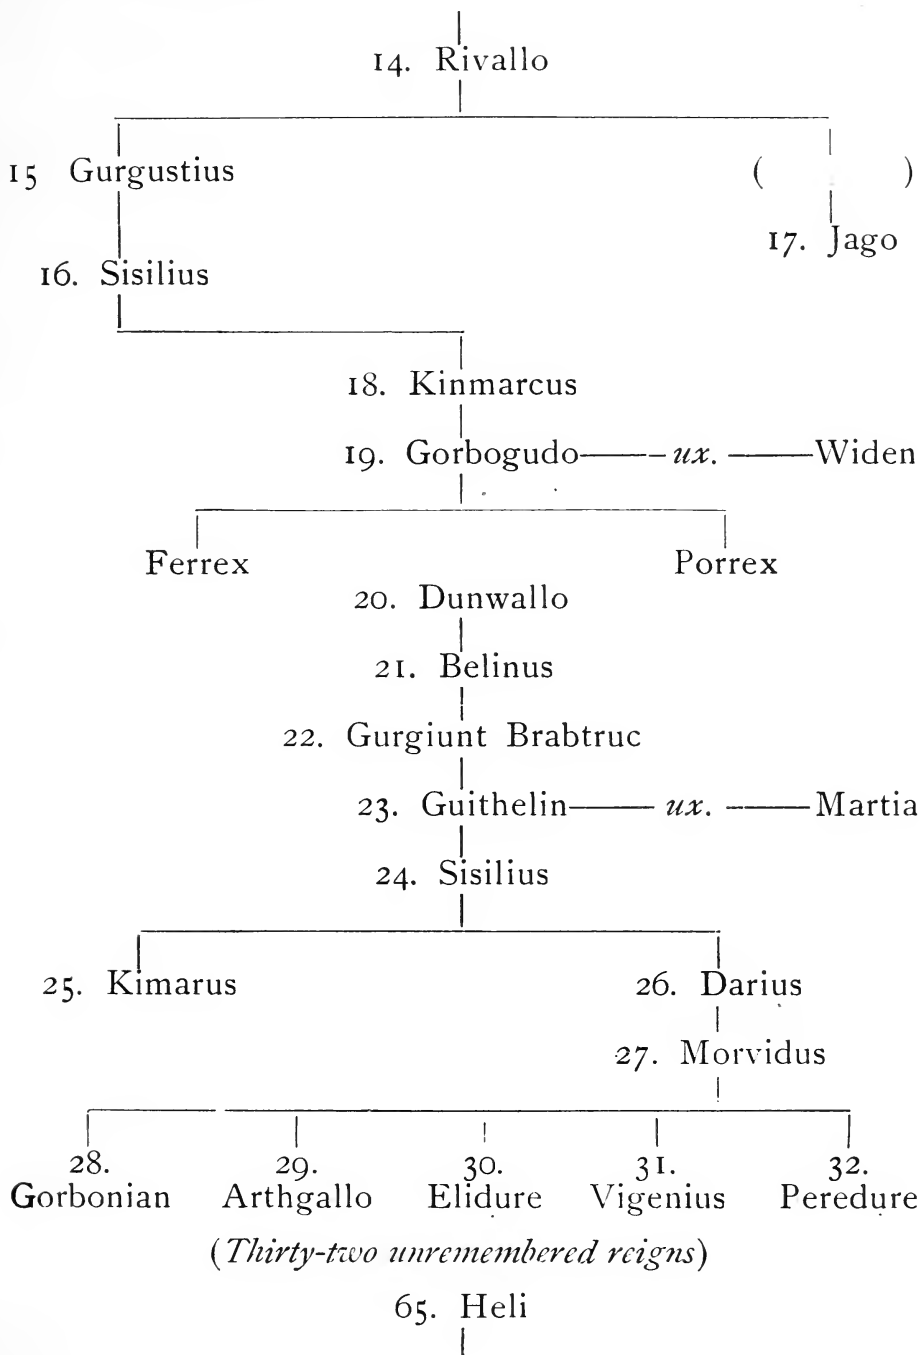 14. Rivallo
15 Gurgustius ( )
17. Jago
16. Sisilius
18. Kinmarcus
19. Gorbogudo — ux. — Widen
Ferrex Porrex
20. Dunwallo
21. Belinus
22. Gurgiunt Brabtruc
23. Guithelin — ux. — Martia
24. Sisilius
25. Kimarus 26. Darius
27. Morvidus
28. 29. 30. 31. 32.
Gorbonian Arthgallo Elidure Vigenius Peredure
(Thirty-two unremembered reigns)
65. Heli